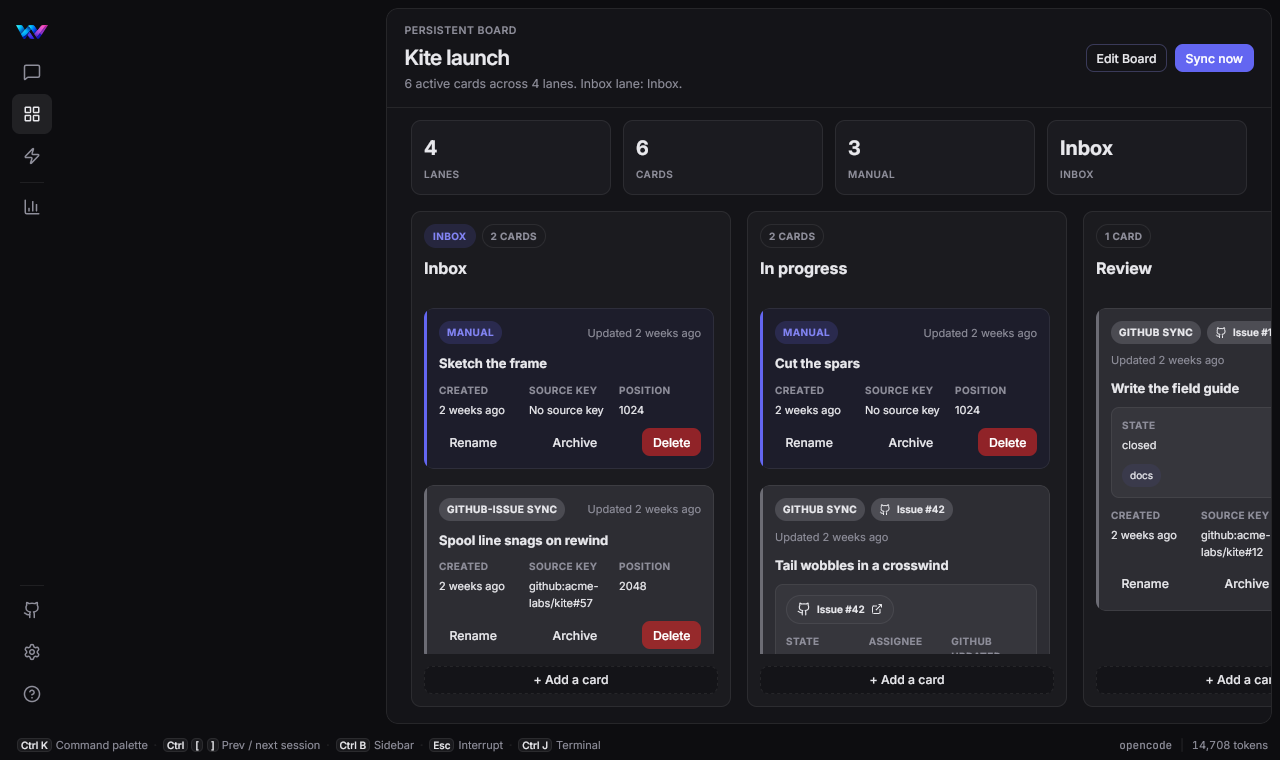 PERSISTENT BOARD
Kite launch
6 active cards across 4 lanes. Inbox lane: Inbox.
Edit Board
Sync now
4
LANES
6
CARDS
3
MANUAL
Inbox
INBOX
INBOX
2 CARDS
Inbox
MANUAL
Updated 2 weeks ago
Sketch the frame
CREATED SOURCE KEY POSITION
2 weeks ago No source key 1024
Rename Archive Delete
GITHUB-ISSUE SYNC
Updated 2 weeks ago
Spool line snags on rewind
CREATED SOURCE KEY POSITION
2 weeks ago github:acme- 2048
labs/kite#57
Rename Archive Delete
+ Add a card
2 CARDS
In progress
MANUAL
Updated 2 weeks ago
Cut the spars
CREATED SOURCE KEY POSITION
2 weeks ago No source key 1024
Rename Archive Delete
GITHUB SYNC
Issue #42
Updated 2 weeks ago
Tail wobbles in a crosswind
Issue #42
STATE ASSIGNEE GITHUB
+ Add a card
1 CARD
Review
GITHUB SYNC
Issue #1
Updated 2 weeks ago
Write the field guide
STATE
closed
docs
CREATED SOURCE KEY
2 weeks ago github:acme-
labs/kite#12
Rename Archive
+ Add a car
Ctrl K Command palette · Ctrl [ ] Prev / next session · Ctrl B Sidebar · Esc Interrupt · Ctrl J Terminal
opencode 14,708 tokens